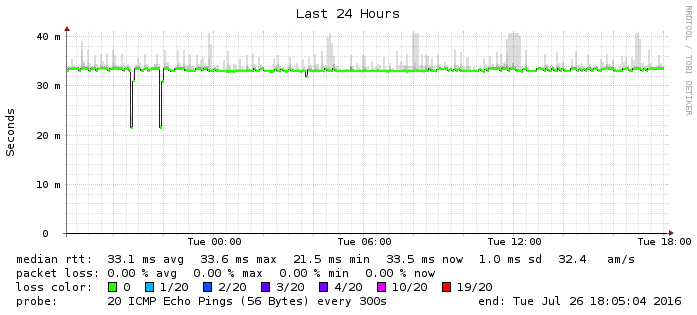 Last 24 Hours
RRDTOOL / TOBI OETIKER
Seconds
40 m
30 m
20 m
10 m
0
Tue 00:00 Tue 06:00 Tue 12:00 Tue 18:00
median rtt: 33.1 ms avg 33.6 ms max 21.5 ms min 33.5 ms now 1.0 ms sd 32.4 am/s
packet loss: 0.00 % avg 0.00 % max 0.00 % min 0.00 % now
loss color: 0 1/20 2/20 3/20 4/20 10/20 19/20
probe: 20 ICMP Echo Pings (56 Bytes) every 300s end: Tue Jul 26 18:05:04 2016